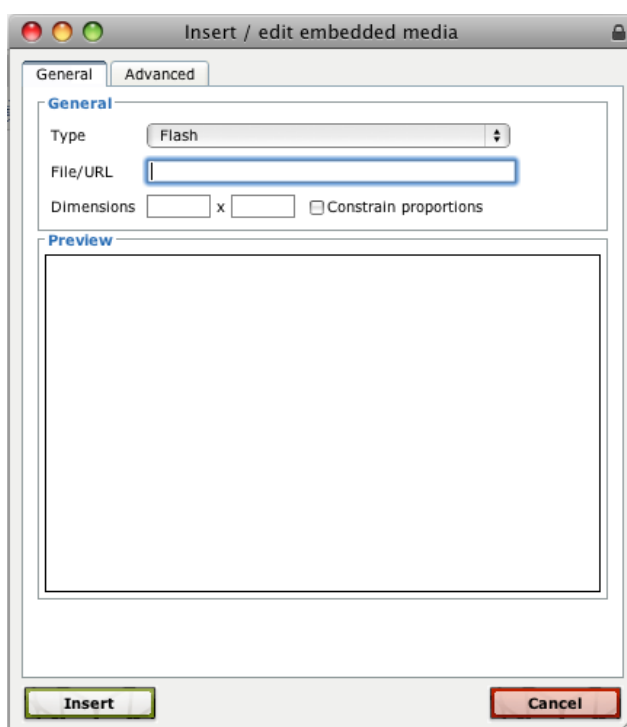 Insert / edit embedded media
General Advanced
General
Type Flash
File/URL
Dimensions x Constrain proportions
Preview
Insert Cancel